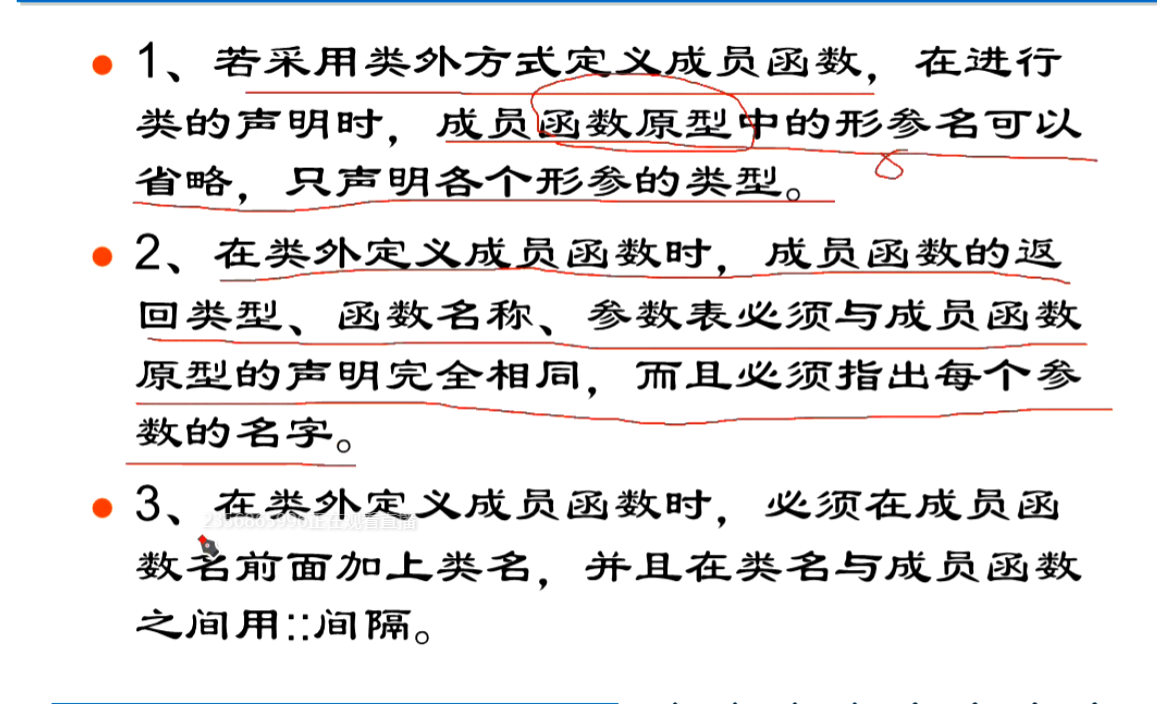 1、若采用类外方式定义成员函数，在进行
类的声明时，成员函数原型中的形参名可以
省略，只声明各个形参的类型。
2、在类外定义成员函数时，成员函数的返
回类型、函数名称、参数表必须与成员函数
原型的声明完全相同，而且必须指出每个参
数的名字。
3、在类外定义成员函数时，必须在成员函
数名前面加上类名，并且在类名与成员函数
之间用::间隔。